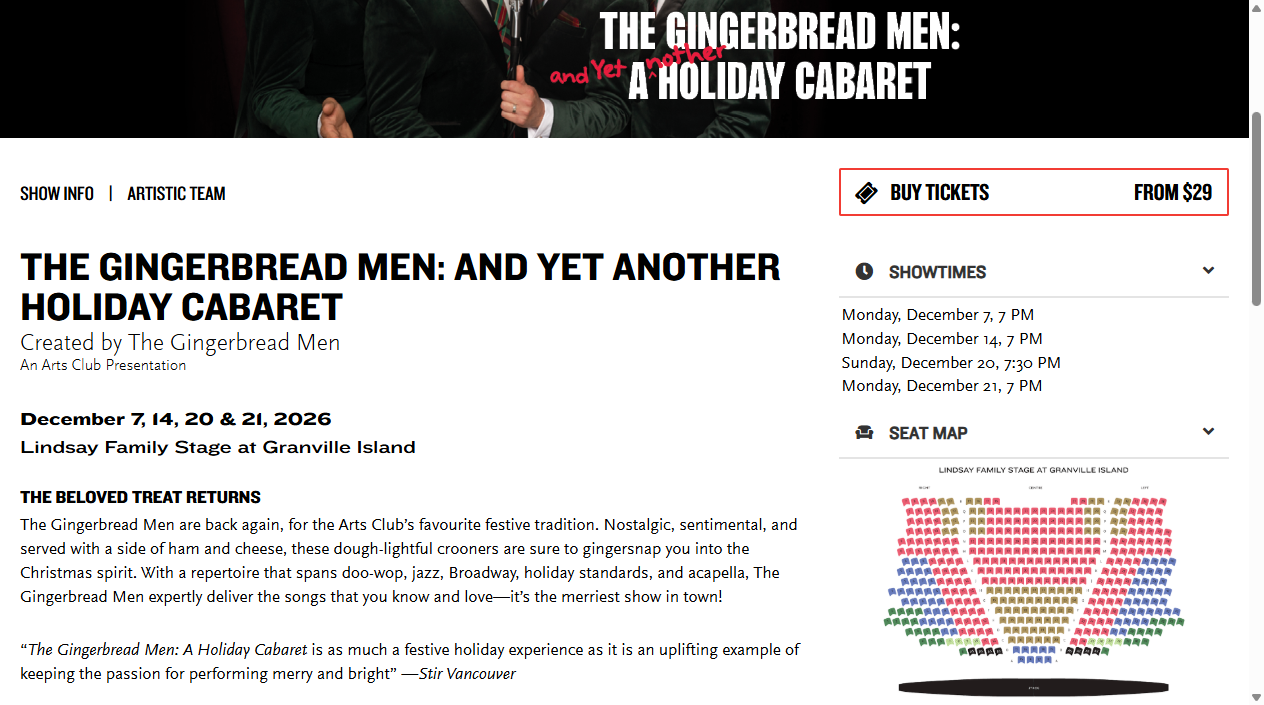 THE GINGERBREAD MEN:
and Yet nother
A HOLIDAY CABARET
SHOW INFO | ARTISTIC TEAM
BUY TICKETS FROM $29
THE GINGERBREAD MEN: AND YET ANOTHER
HOLIDAY CABARET
Created by The Gingerbread Men
An Arts Club Presentation
December 7, 14, 20 & 21, 2026
Lindsay Family Stage at Granville Island
THE BELOVED TREAT RETURNS
The Gingerbread Men are back again, for the Arts Club’s favourite festive tradition. Nostalgic, sentimental, and
served with a side of ham and cheese, these dough-lightful crooners are sure to gingersnap you into the
Christmas spirit. With a repertoire that spans doo-wop, jazz, Broadway, holiday standards, and acapella, The
Gingerbread Men expertly deliver the songs that you know and love—it’s the merriest show in town!
“The Gingerbread Men: A Holiday Cabaret is as much a festive holiday experience as it is an uplifting example of
keeping the passion for performing merry and bright” —Stir Vancouver
SHOWTIMES
Monday, December 7, 7 PM
Monday, December 14, 7 PM
Sunday, December 20, 7:30 PM
Monday, December 21, 7 PM
SEAT MAP
LINDSAY FAMILY STAGE AT GRANVILLE ISLAND
RIGHT CENTRE LEFT